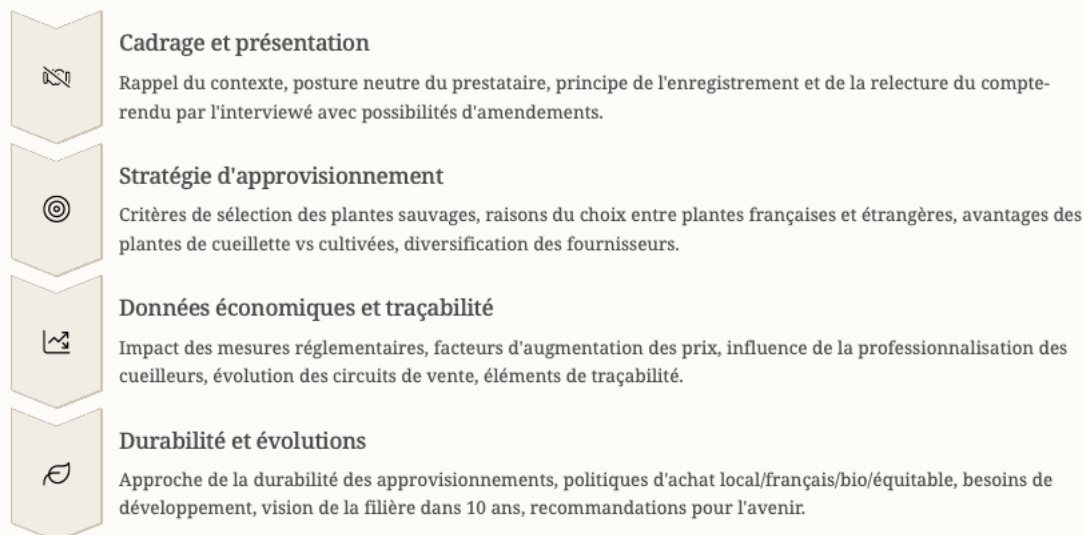 Cadrage et présentation
Rappel du contexte, posture neutre du prestataire, principe de l'enregistrement et de la relecture du compte-
rendu par l'interviewé avec possibilités d'amendements.
Stratégie d'approvisionnement
Critères de sélection des plantes sauvages, raisons du choix entre plantes françaises et étrangères, avantages des
plantes de cueillette vs cultivées, diversification des fournisseurs.
Données économiques et traçabilité
Impact des mesures réglementaires, facteurs d'augmentation des prix, influence de la professionnalisation des
cueilleurs, évolution des circuits de vente, éléments de traçabilité.
Durabilité et évolutions
Approche de la durabilité des approvisionnements, politiques d'achat local/français/bio/équitable, besoins de
développement, vision de la filière dans 10 ans, recommandations pour l'avenir.